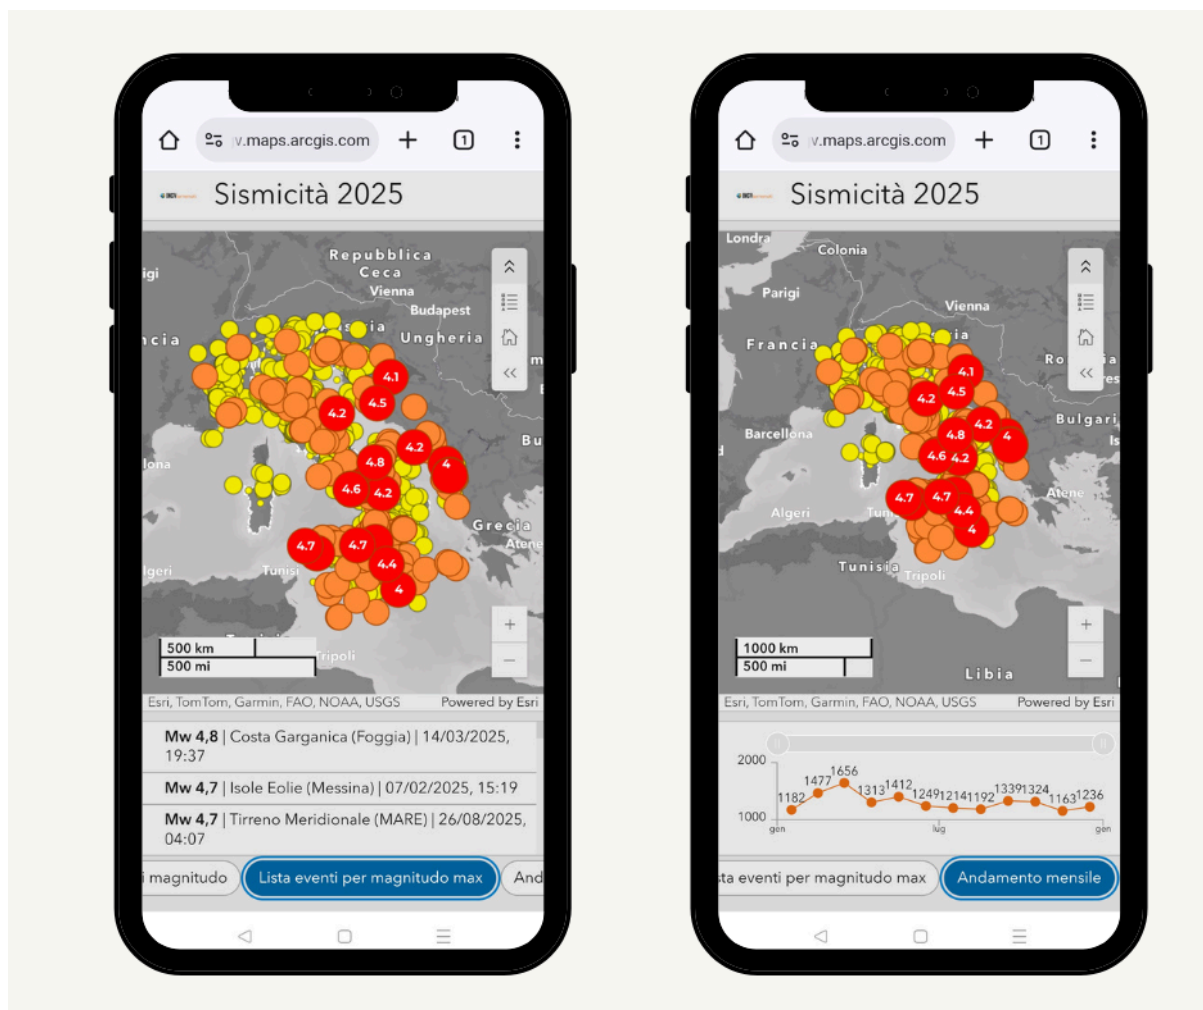 v.maps.arcgis.com
1
Sismicità 2025
Repubblica
Ceca
Vienna
Budapest
Ungheria
4.1
4.5
4.2
4.2
4.8
4
4.6
4.2
Grecia
4.7
4.7
4.4
Tunisi
4
500 km
500 mi
Tripoli
Esri, TomTom, Garmin, FAO, NOAA, USGS
Powered by Esri
Mw 4,8 | Costa Garganica (Foggia) | 14/03/2025,
19:37
Mw 4,7 | Isole Eolie (Messina) | 07/02/2025, 15:19
Mw 4,7 | Tirreno Meridionale (MARE) | 26/08/2025,
04:07
i magnitudo
Lista eventi per magnitudo max
And
v.maps.arcgis.com
1
Sismicità 2025
Londra
Colonia
Parigi
Vienna
Francia
4.1
4.5
4.2
4.2
Bulgari
4.8
4
Barcellona
4.6
4.2
Atene
4.7
4.7
4.4
Algeri
4
Tunisia
Tripoli
1000 km
500 mi
Libia
Esri, TomTom, Garmin, FAO, NOAA, USGS
Powered by Esri
2000
1000
1182
1477
1656
1313
1412
1249
1214
1192
1339
1324
1163
1236
gen
lug
gen
sta eventi per magnitudo max
Andamento mensile